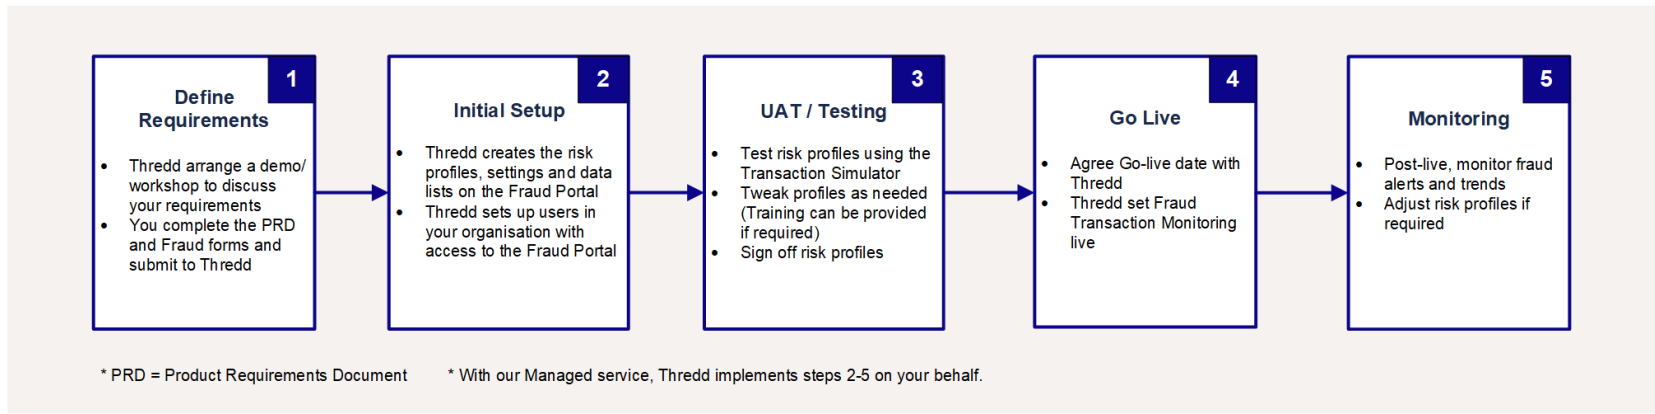 1
Define
Requirements
• Thredd arrange a demo/
workshop to discuss
your requirements
• You complete the PRD
and Fraud forms and
submit to Thredd
2
Initial Setup
• Thredd creates the risk
profiles, settings and data
lists on the Fraud Portal
• Thredd sets up users in
your organisation with
access to the Fraud Portal
3
UAT / Testing
• Test risk profiles using the
Transaction Simulator
• Tweak profiles as needed
(Training can be provided
if required)
• Sign off risk profiles
4
Go Live
• Agree Go-live date with
Thredd
• Thredd set Fraud
Transaction Monitoring
live
5
Monitoring
• Post-live, monitor fraud
alerts and trends
• Adjust risk profiles if
required
* PRD = Product Requirements Document
* With our Managed service, Thredd implements steps 2-5 on your behalf.